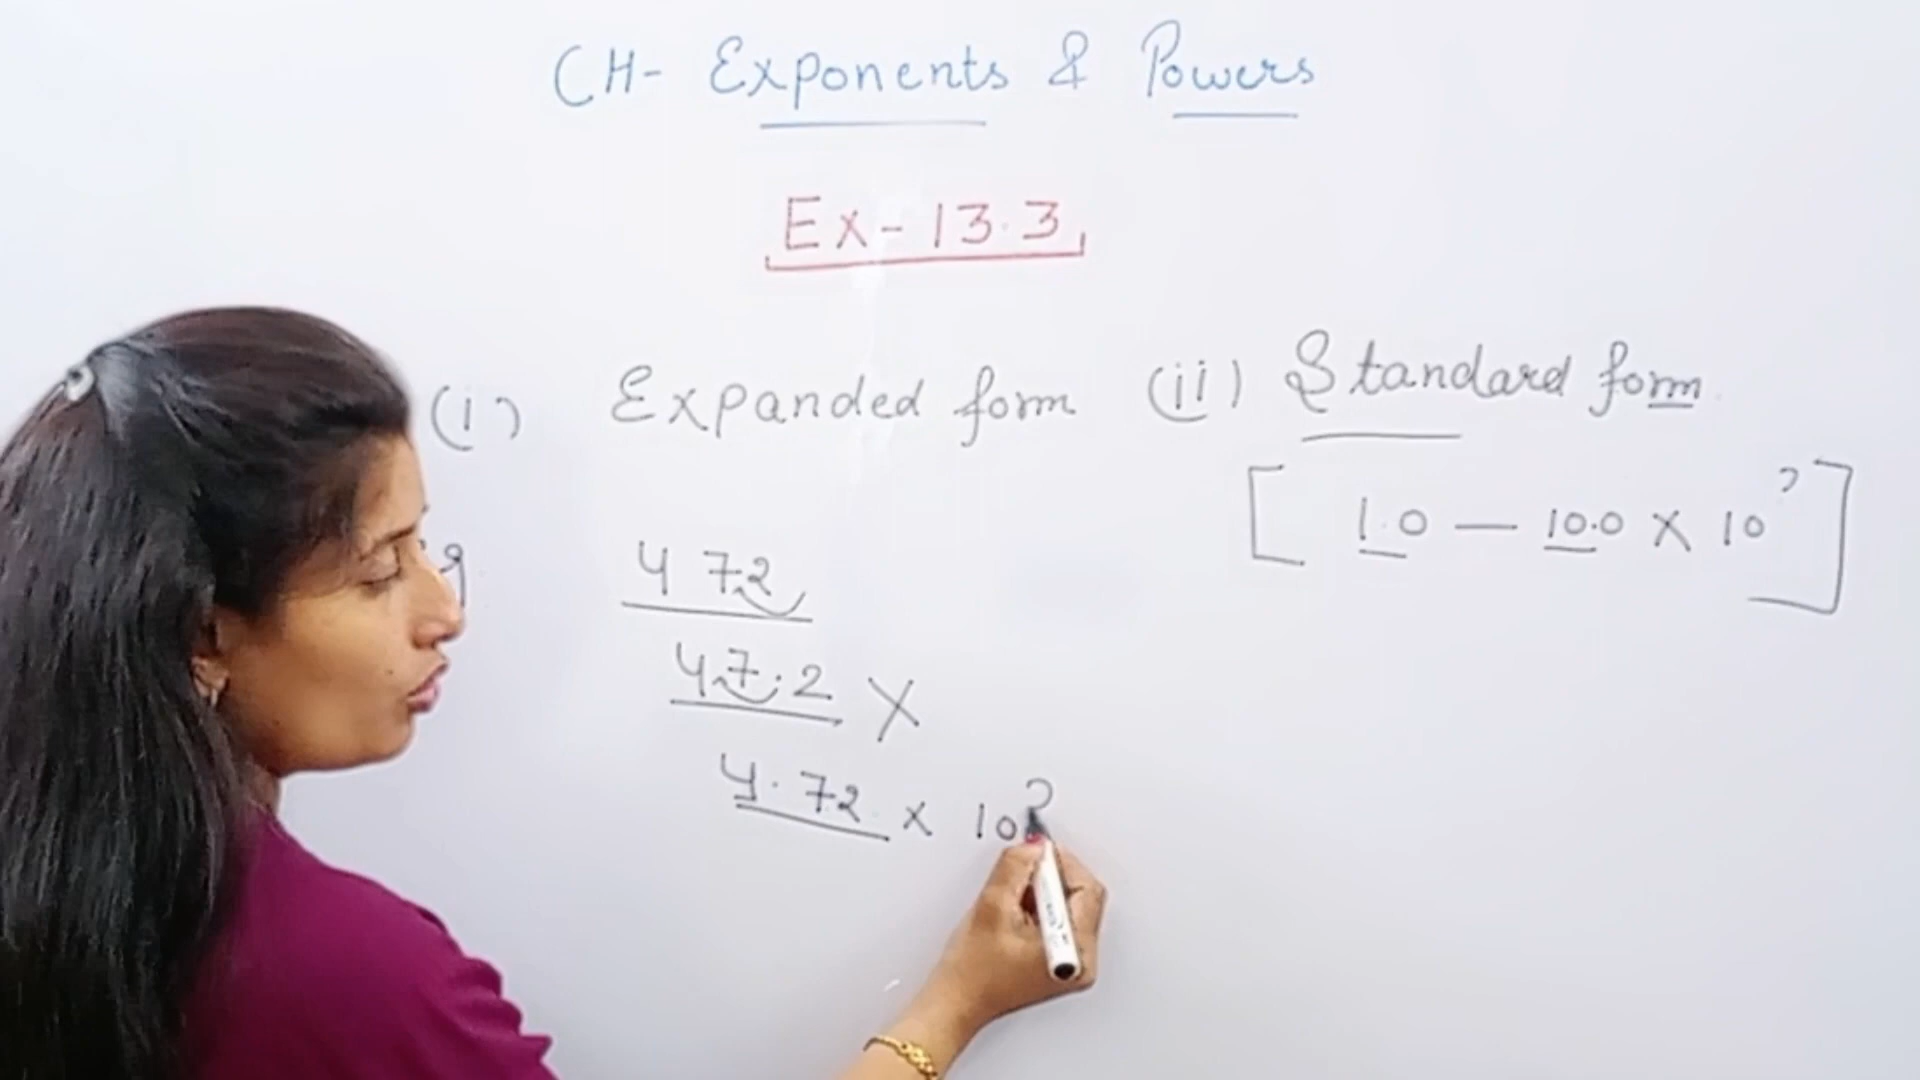 CH- Exponents & Powers
Ex-13.3
(i) Expanded form (ii) Standard form
[ 1.0 — 10.0 × 10^? ]
472
47.2 X
4.72 × 10²